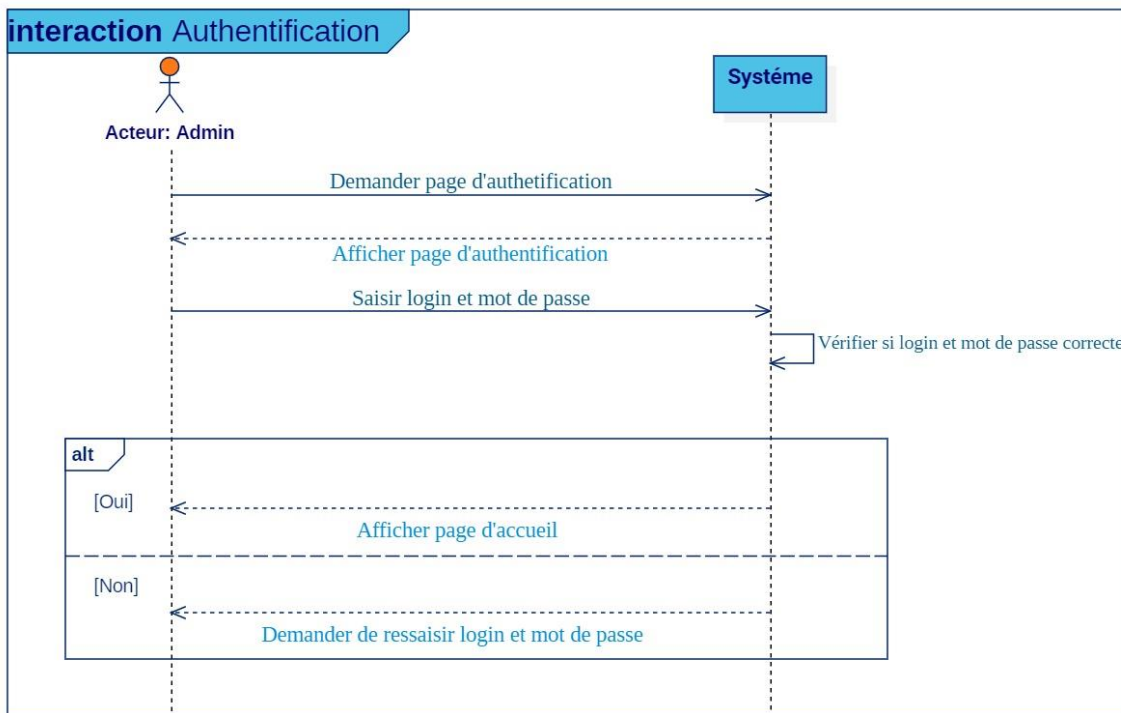 interaction Authentification
Systéme
Acteur: Admin
Demander page d'authetification
Afficher page d'authentification
Saisir login et mot de passe
Vérifier si login et mot de passe correcte
alt
[Oui]
Afficher page d'accueil
[Non]
Demander de ressaisir login et mot de passe